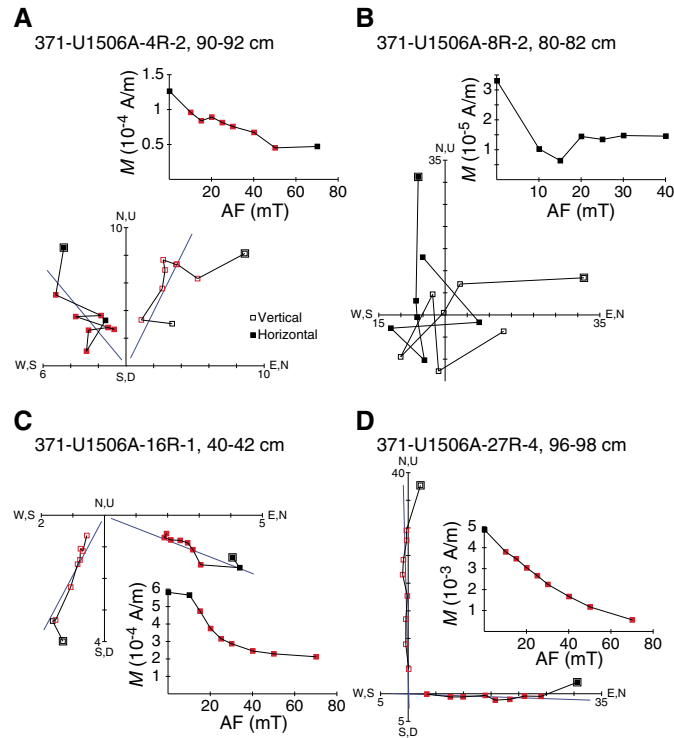 A
371-U1506A-4R-2, 90-92 cm
1.5
1
0.5
M (10-4 A/m)
0 20 40 60 80
AF (mT)
N,U
10
Vertical
Horizontal
W,S
E,N
6
S,D
10
B
371-U1506A-8R-2, 80-82 cm
3
2
1
M (10-5 A/m)
10 20 30 40
AF (mT)
N,U
35
W,S
E,N
15
35
S,D
C
371-U1506A-16R-1, 40-42 cm
N,U
W,S
E,N
2
5
4
S,D
6
5
4
3
2
1
M (10-4 A/m)
20 40 60 80
AF (mT)
D
371-U1506A-27R-4, 96-98 cm
N,U
40
5
4
3
2
1
M (10-3 A/m)
0 20 40 60 80
AF (mT)
W,S
E,N
5
35
5
S,D